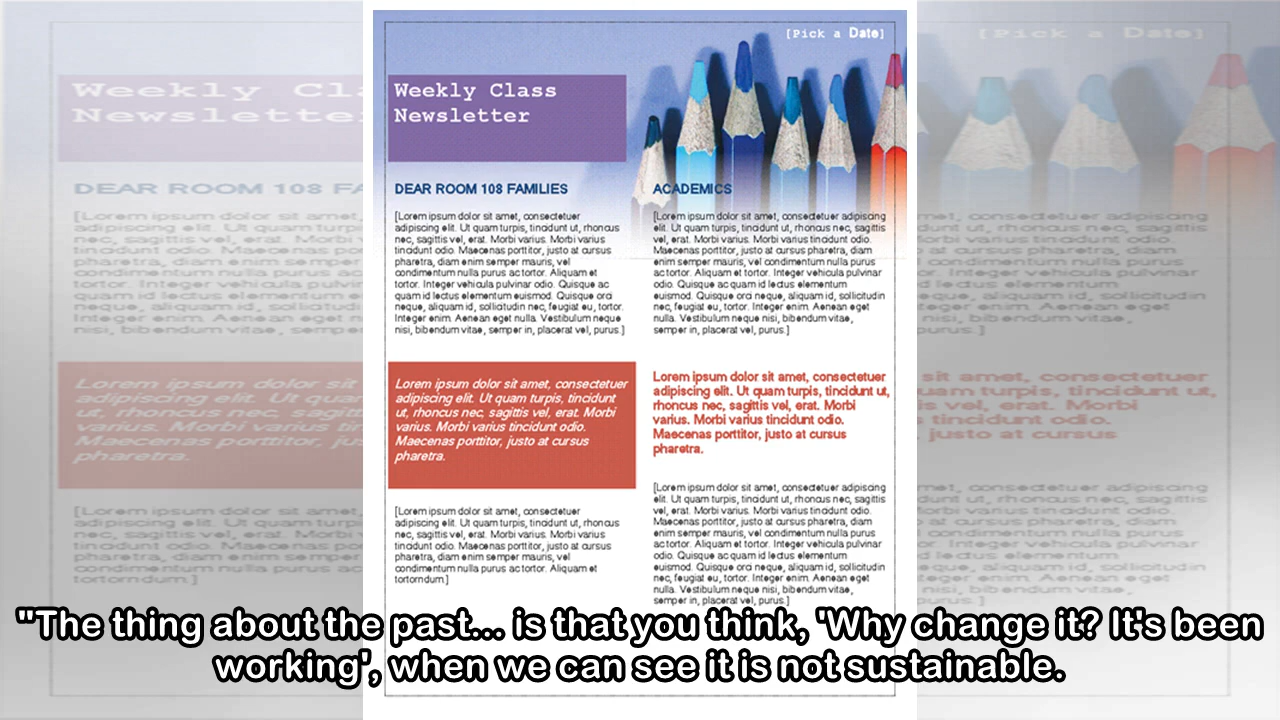 [Pick a Date]
Weekly Class
Newsletter
DEAR ROOM 108 FAMILIES
[Lorem ipsum dolor sit amet, consectetuer
adipiscing elit. Ut quam turpis, tincidunt ut, rhoncus
nec, sagittis vel, erat. Morbi varius. Morbi varius
tincidunt odio. Maecenas porttitor, justo at cursus
pharetra, diam enim semper mauris, vel
condimentum nulla purus ac tortor. Aliquam et
tortor. Integer vehicula pulvinar odio. Quisque ac
quam id lectus elementum euismod. Quisque orci
neque, aliquam id, sollicitudin nec, feugiat eu, tortor.
Integer enim. Aenean eget nulla. Vestibulum neque
nisi, bibendum vitae, semper in, placerat vel, purus.]
Lorem ipsum dolor sit amet, consectetuer
adipiscing elit. Ut quam turpis, tincidunt
ut, rhoncus nec, sagittis vel, erat. Morbi
varius. Morbi varius tincidunt odio.
Maecenas porttitor, justo at cursus
pharetra.
[Lorem ipsum dolor sit amet, consectetuer
adipiscing elit. Ut quam turpis, tincidunt ut, rhoncus
nec, sagittis vel, erat. Morbi varius. Morbi varius
tincidunt odio. Maecenas porttitor, justo at cursus
pharetra, diam enim semper mauris, vel
condimentum nulla purus ac tortor. Aliquam et
tortorndum.]
ACADEMICS
[Lorem ipsum dolor sit amet, consectetuer adipiscing
elit. Ut quam turpis, tincidunt ut, rhoncus nec, sagittis
vel, erat. Morbi varius. Morbi varius tincidunt odio.
Maecenas porttitor, justo at cursus pharetra, diam
enim semper mauris, vel condimentum nulla purus
ac tortor. Aliquam et tortor. Integer vehicula pulvinar
odio. Quisque ac quam id lectus elementum
euismod. Quisque orci neque, aliquam id, sollicitudin
nec, feugiat eu, tortor. Integer enim. Aenean eget
nulla. Vestibulum neque nisi, bibendum vitae,
semper in, placerat vel, purus.]
Lorem ipsum dolor sit amet, consectetuer
adipiscing elit. Ut quam turpis, tincidunt ut,
rhoncus nec, sagittis vel, erat. Morbi
varius. Morbi varius tincidunt odio.
Maecenas porttitor, justo at cursus
pharetra.
[Lorem ipsum dolor sit amet, consectetuer adipiscing
elit. Ut quam turpis, tincidunt ut, rhoncus nec, sagittis
vel, erat. Morbi varius. Morbi varius tincidunt odio.
Maecenas porttitor, justo at cursus pharetra, diam
enim semper mauris, vel condimentum nulla purus
ac tortor. Aliquam et tortor. Integer vehicula pulvinar
odio. Quisque ac quam id lectus elementum
euismod. Quisque orci neque, aliquam id, sollicitudin
nec, feugiat eu, tortor. Integer enim. Aenean eget
nulla. Vestibulum neque nisi, bibendum vitae,
semper in, placerat vel, purus.]
"The thing about the past... is that you think, 'Why change it? It's been
working', when we can see it is not sustainable.